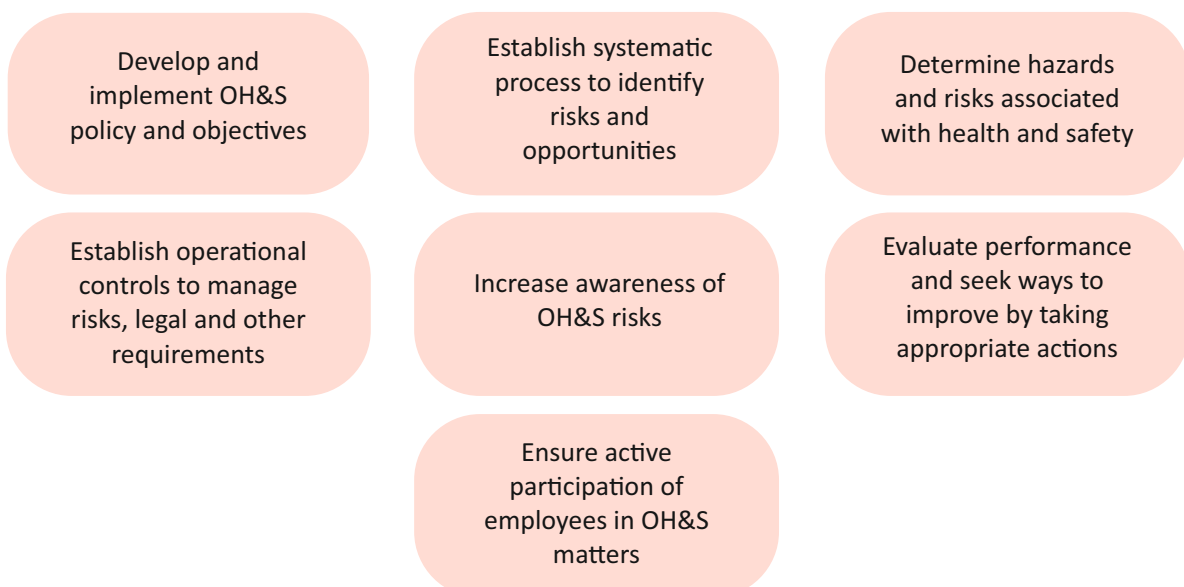 Develop and
implement OH&S
policy and objectives
Establish systematic
process to identify
risks and
opportunities
Determine hazards
and risks associated
with health and safety
Establish operational
controls to manage
risks, legal and other
requirements
Increase awareness of
OH&S risks
Evaluate performance
and seek ways to
improve by taking
appropriate actions
Ensure active
participation of
employees in OH&S
matters